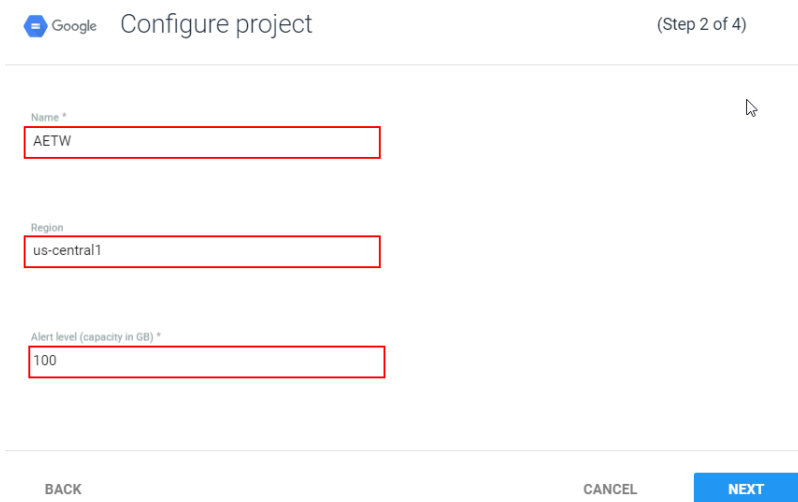 Google Configure project (Step 2 of 4)
Name *
AETW
Region
us-central1
Alert level (capacity in GB) *
100
BACK CANCEL NEXT